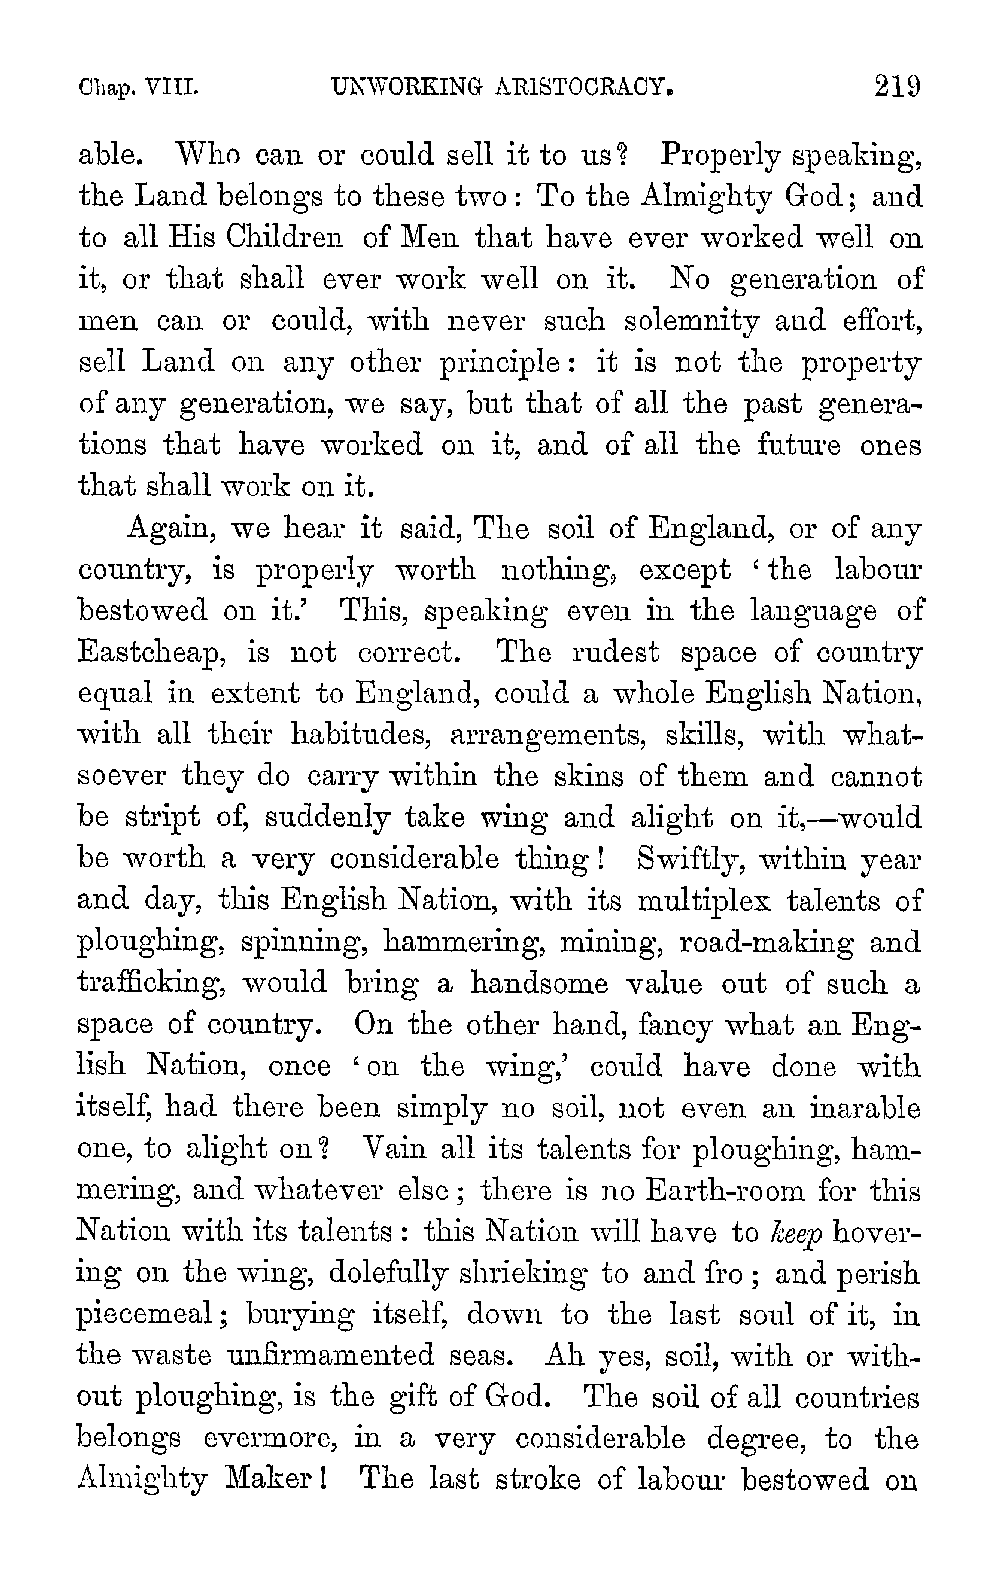 Chap. VIII. UNWORKING ARISTOCRACY. 219
able. Who can or could sell it to us? Properly speaking,
the Land belongs to these two: To the Almighty God; and
to all His Children of Men that have ever worked well on
it, or that shall ever work well on it. No generation of
men can or could, with never such solemnity and effort,
sell Land on any other principle: it is not the property
of any generation, we say, but that of all the past genera-
tions that have worked on it, and of all the future ones
that shall work on it.
Again, we hear it said, The soil of England, or of any
country, is properly worth nothing, except ‘the labour
bestowed on it.’ This, speaking even in the language of
Eastcheap, is not correct. The rudest space of country
equal in extent to England, could a whole English Nation,
with all their habitudes, arrangements, skills, with what-
soever they do carry within the skins of them and cannot
be stript of, suddenly take wing and alight on it,—would
be worth a very considerable thing! Swiftly, within year
and day, this English Nation, with its multiplex talents of
ploughing, spinning, hammering, mining, road-making and
trafficking, would bring a handsome value out of such a
space of country. On the other hand, fancy what an Eng-
lish Nation, once ‘on the wing,’ could have done with
itself, had there been simply no soil, not even an inarable
one, to alight on? Vain all its talents for ploughing, ham-
mering, and whatever else; there is no Earth-room for this
Nation with its talents: this Nation will have to keep hover-
ing on the wing, dolefully shrieking to and fro; and perish
piecemeal; burying itself, down to the last soul of it, in
the waste unfirmamented seas. Ah yes, soil, with or with-
out ploughing, is the gift of God. The soil of all countries
belongs evermore, in a very considerable degree, to the
Almighty Maker! The last stroke of labour bestowed on